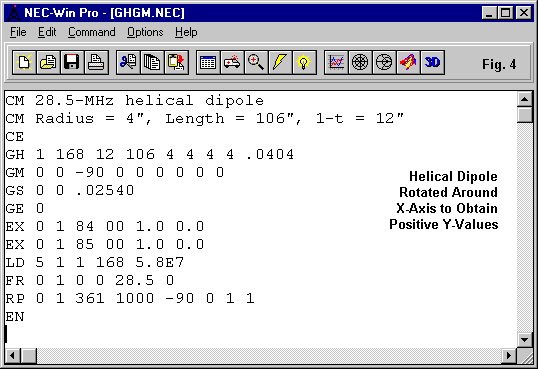 NEC-Win Pro - [GHGM.NEC]
File Edit Command Options Help
3D
Fig. 4
CM 28.5-MHz helical dipole
CM Radius = 4", Length = 106", 1-t = 12"
CE
GH 1 168 12 106 4 4 4 4 .0404
GM 0 0 -90 0 0 0 0 0 0
GS 0 0 .02540
GE 0
EX 0 1 84 00 1.0 0.0
EX 0 1 85 00 1.0 0.0
LD 5 1 1 168 5.8E7
FR 0 1 0 0 28.5 0
RP 0 1 361 1000 -90 0 1 1
EN
Helical Dipole
Rotated Around
X-Axis to Obtain
Positive Y-Values